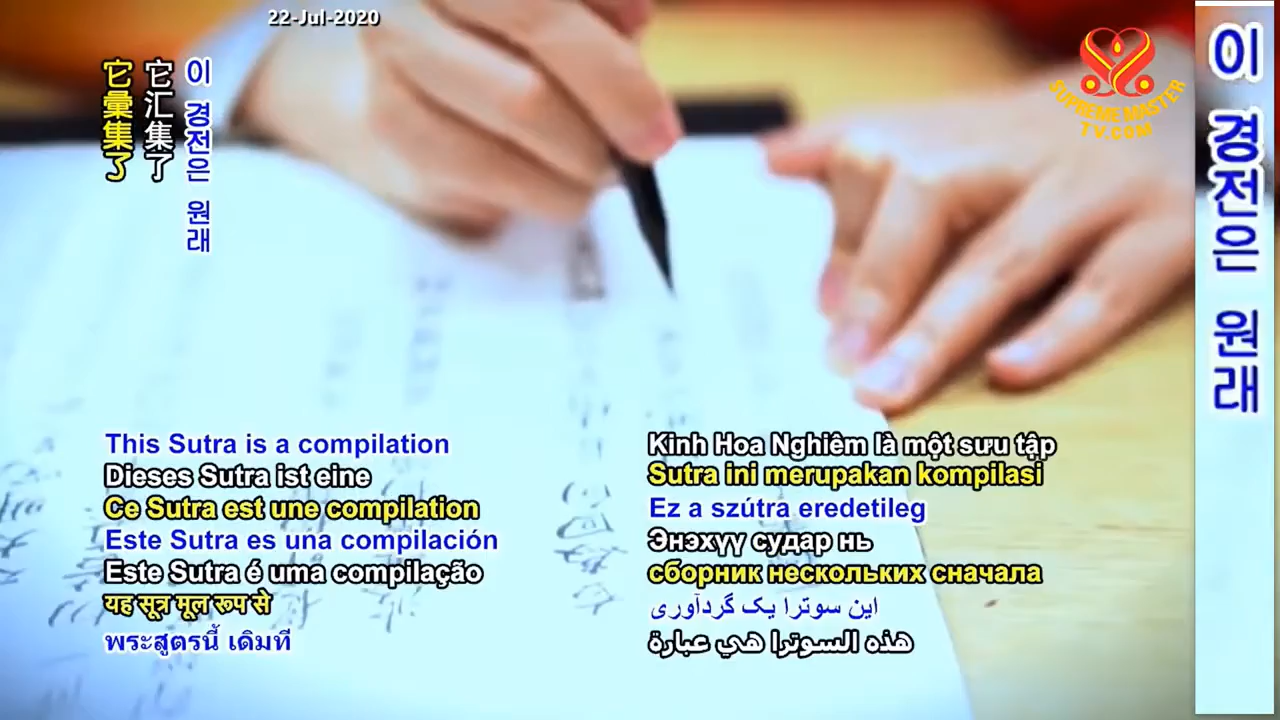 22-Jul-2020
SUPREME MASTER
TV.COM
이 경전은 원래
它汇集了
它彙集了
This Sutra is a compilation
Dieses Sutra ist eine
Ce Sutra est une compilation
Este Sutra es una compilación
Este Sutra é uma compilação
यह सूत्र मूल रूप से
พระสูตรนี้ เดิมที
Kinh Hoa Nghiêm là một sưu tập
Sutra ini merupakan kompilasi
Ez a szútra eredetileg
Энэхүү судар нь
сборник нескольких сначала
این سوترا یک گردآوری
هذه السوترا هي عبارة
이 경전은 원래